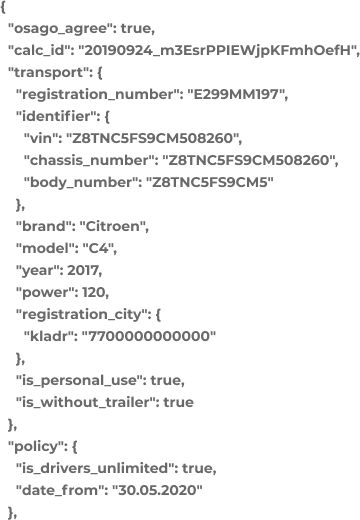 {
"osago_agree": true,
"calc_id": "20190924_m3EsrPPIEWjpKFmhOefH",
"transport": {
"registration_number": "E299MM197",
"identifier": {
"vin": "Z8TNC5FS9CM508260",
"chassis_number": "Z8TNC5FS9CM508260",
"body_number": "Z8TNC5FS9CM5"
},
"brand": "Citroen",
"model": "C4",
"year": 2017,
"power": 120,
"registration_city": {
"kladr": "7700000000000"
},
"is_personal_use": true,
"is_without_trailer": true
},
"policy": {
"is_drivers_unlimited": true,
"date_from": "30.05.2020"
},